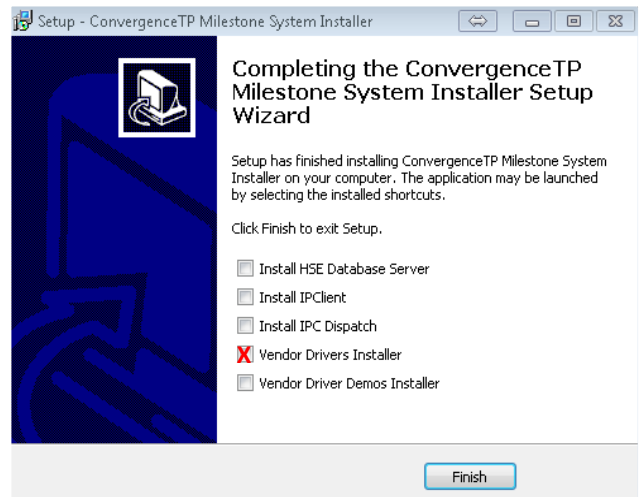 Setup - ConvergenceTP Milestone System Installer
Completing the ConvergenceTP
Milestone System Installer Setup
Wizard
Setup has finished installing ConvergenceTP Milestone System
Installer on your computer. The application may be launched
by selecting the installed shortcuts.
Click Finish to exit Setup.
Install HSE Database Server
Install IPClient
Install IPC Dispatch
X Vendor Drivers Installer
Vendor Driver Demos Installer
Finish